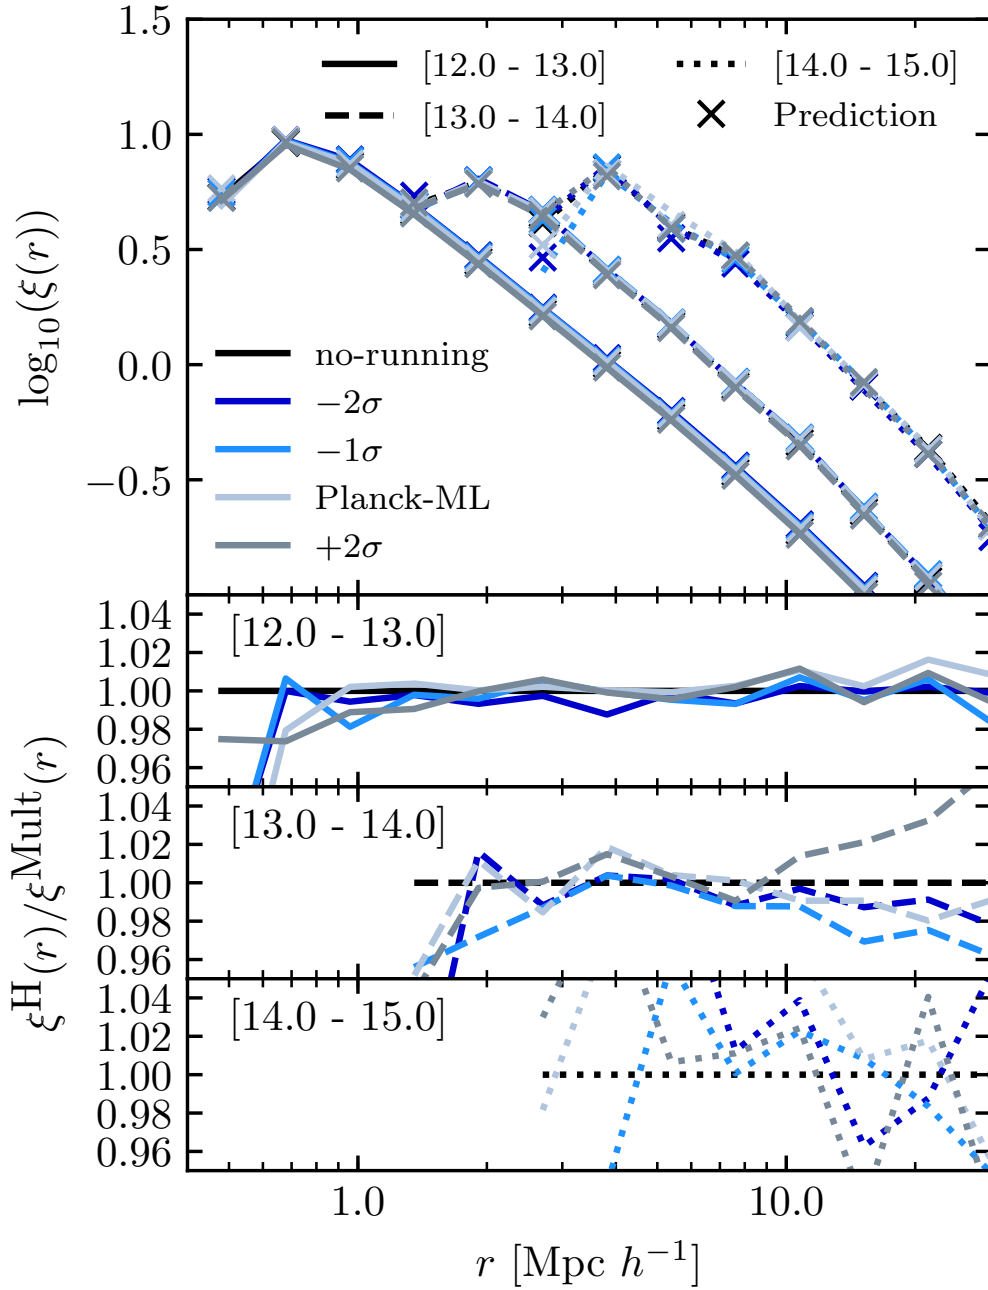 1.5
1.0
0.5
0.0
−0.5
log₁₀(ξ(r))
[12.0 - 13.0]
[13.0 - 14.0]
[14.0 - 15.0]
Prediction
no-running
−2σ
−1σ
Planck-ML
+2σ
1.04
1.02
1.00
0.98
0.96
[12.0 - 13.0]
1.04
1.02
1.00
0.98
0.96
[13.0 - 14.0]
1.04
1.02
1.00
0.98
0.96
[14.0 - 15.0]
ξᴴ(r)/ξᴹᵘˡᵗ(r)
1.0
10.0
r [Mpc h⁻¹]